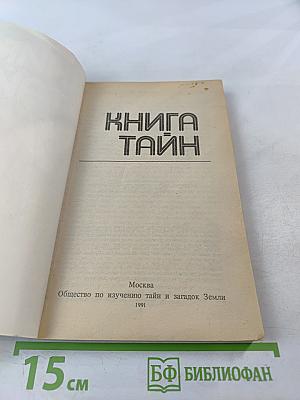 КНИГА
ТАЙН
Москва
Общество по изучению тайн и загадок Земли
1991
15 см
БФ БИБЛИОФАН